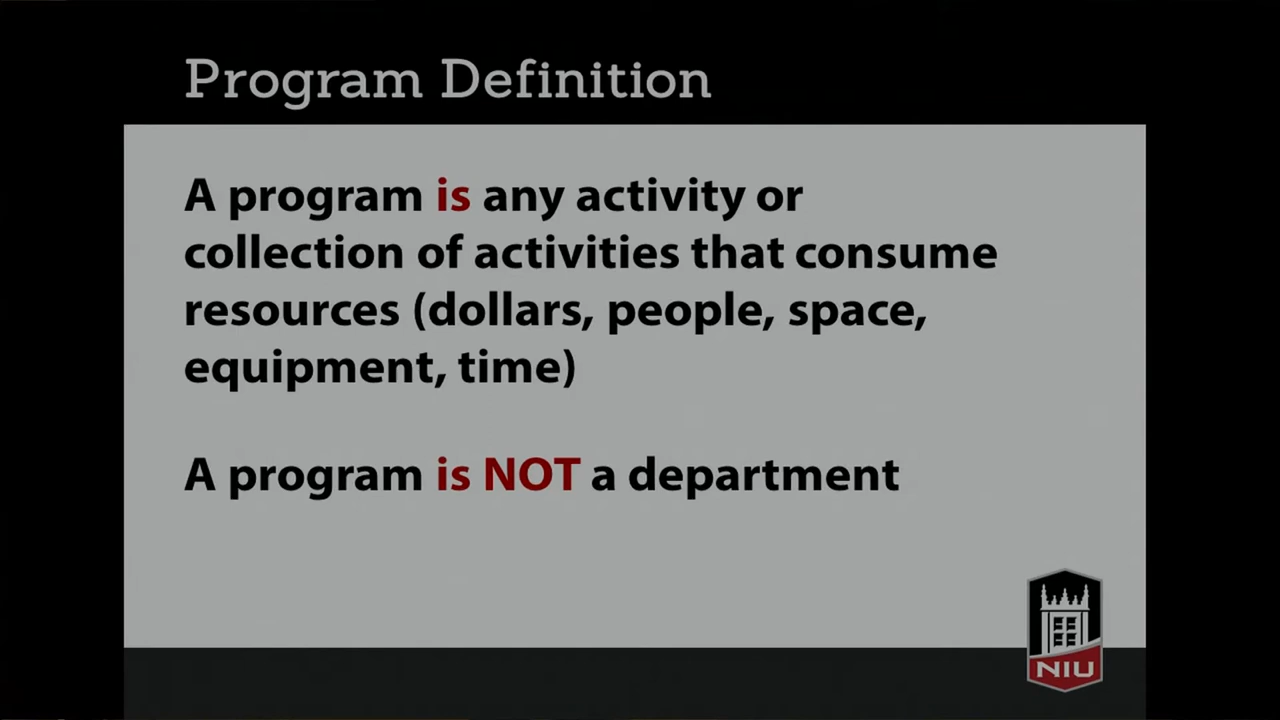 Program Definition
A program is any activity or
collection of activities that consume
resources (dollars, people, space,
equipment, time)
A program is NOT a department
NIU